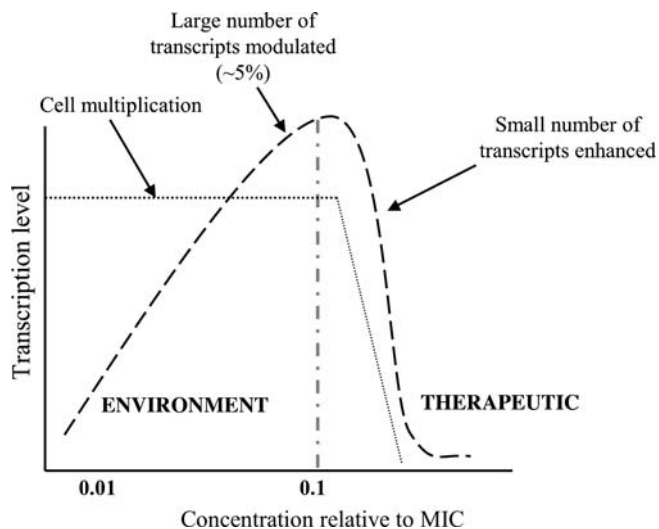 Large number of
transcripts modulated
(~5%)
Cell multiplication
Small number of
transcripts enhanced
Transcription level
ENVIRONMENT
THERAPEUTIC
0.01
0.1
Concentration relative to MIC